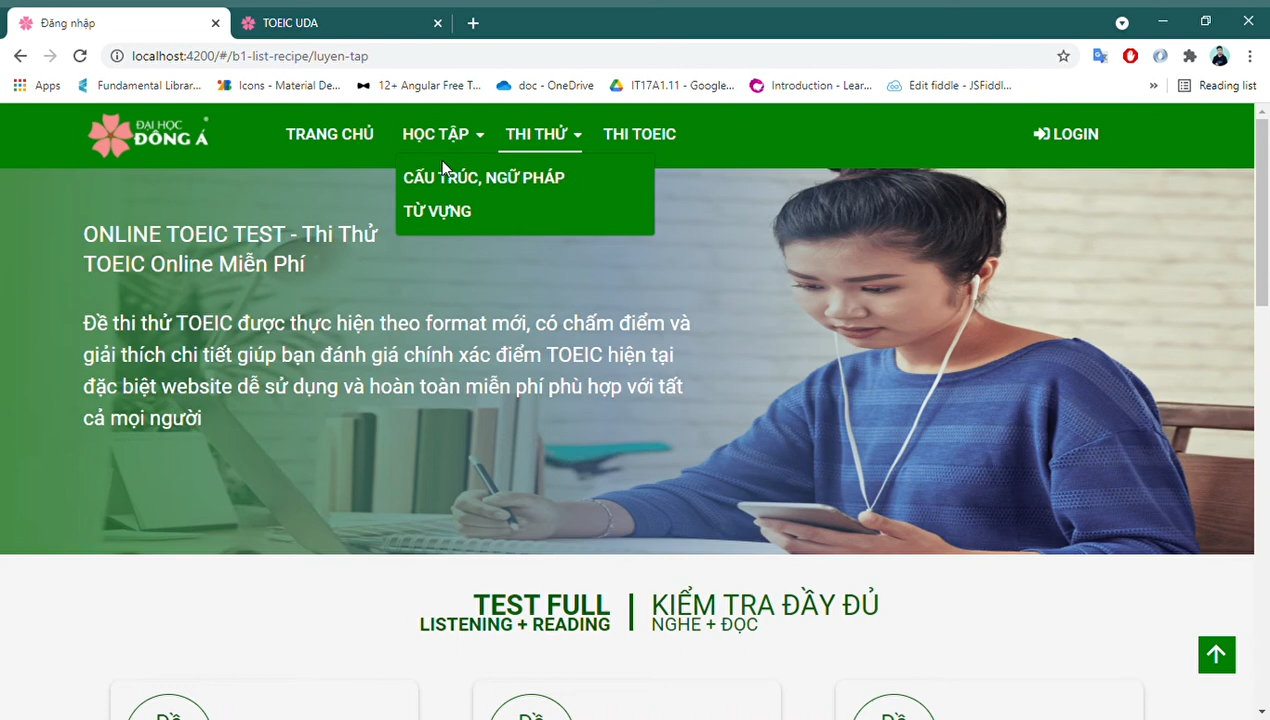 Đăng nhập
TOEIC UDA
localhost:4200/#/b1-list-recipe/luyen-tap
Apps
Fundamental Librar...
Icons - Material De...
12+ Angular Free T...
doc - OneDrive
IT17A1.11 - Google...
Introduction - Lear...
Edit fiddle - JSFiddl...
Reading list
ĐẠI HỌC
ĐÔNG Á
TRANG CHỦ
HỌC TẬP
THI THỬ
THI TOEIC
LOGIN
CẤU TRÚC, NGỮ PHÁP
TỪ VỰNG
ONLINE TOEIC TEST - Thi Thử
TOEIC Online Miễn Phí
Đề thi thử TOEIC được thực hiện theo format mới, có chấm điểm và
giải thích chi tiết giúp bạn đánh giá chính xác điểm TOEIC hiện tại
đặc biệt website dễ sử dụng và hoàn toàn miễn phí phù hợp với tất
cả mọi người
TEST FULL
LISTENING + READING
KIỂM TRA ĐẦY ĐỦ
NGHE + ĐỌC
Đề
Đề
Đề